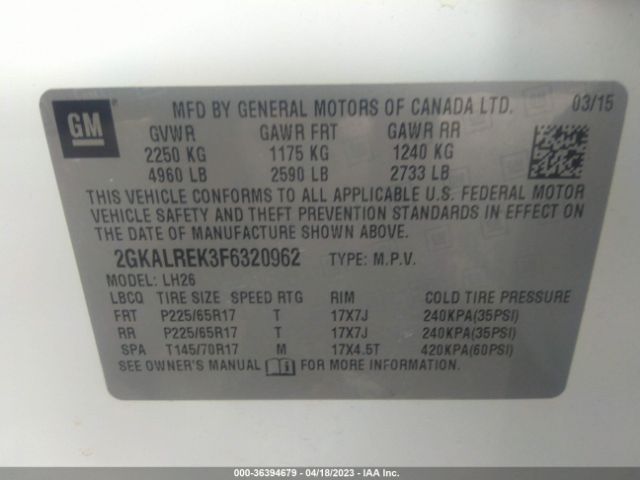 GM
MFD BY GENERAL MOTORS OF CANADA LTD. 03/15
GVWR GAWR FRT GAWR RR
2250 KG 1175 KG 1240 KG
4960 LB 2590 LB 2733 LB
THIS VEHICLE CONFORMS TO ALL APPLICABLE U.S. FEDERAL MOTOR
VEHICLE SAFETY AND THEFT PREVENTION STANDARDS IN EFFECT ON
THE DATE OF MANUFACTURE SHOWN ABOVE.
2GKALREK3F6320962 TYPE: M.P.V.
MODEL: LH26
LBCQ TIRE SIZE SPEED RTG RIM COLD TIRE PRESSURE
FRT P225/65R17 T 17X7J 240KPA(35PSI)
RR P225/65R17 T 17X7J 240KPA(35PSI)
SPA T145/70R17 M 17X4.5T 420KPA(60PSI)
SEE OWNER'S MANUAL FOR MORE INFORMATION.
000-36394679 - 04/18/2023 - IAA Inc.